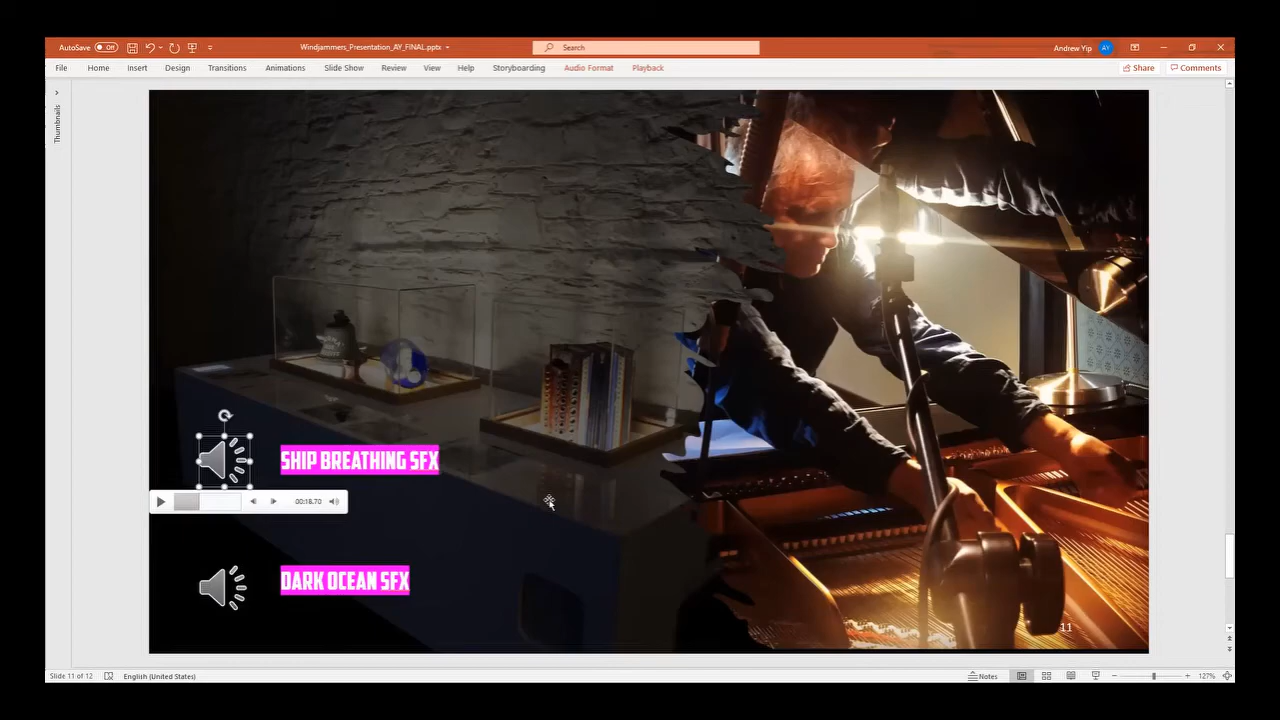 AutoSave Off
Windjammers_Presentation_AY_FINAL.pptx
Search
Andrew Yip AY
File Home Insert Design Transitions Animations Slide Show Review View Help Storyboarding Audio Format Playback Share Comments
Thumbnails
SHIP BREATHING SFX
00:18.70
DARK OCEAN SFX
11
Slide 11 of 12 English (United States) Notes 127%